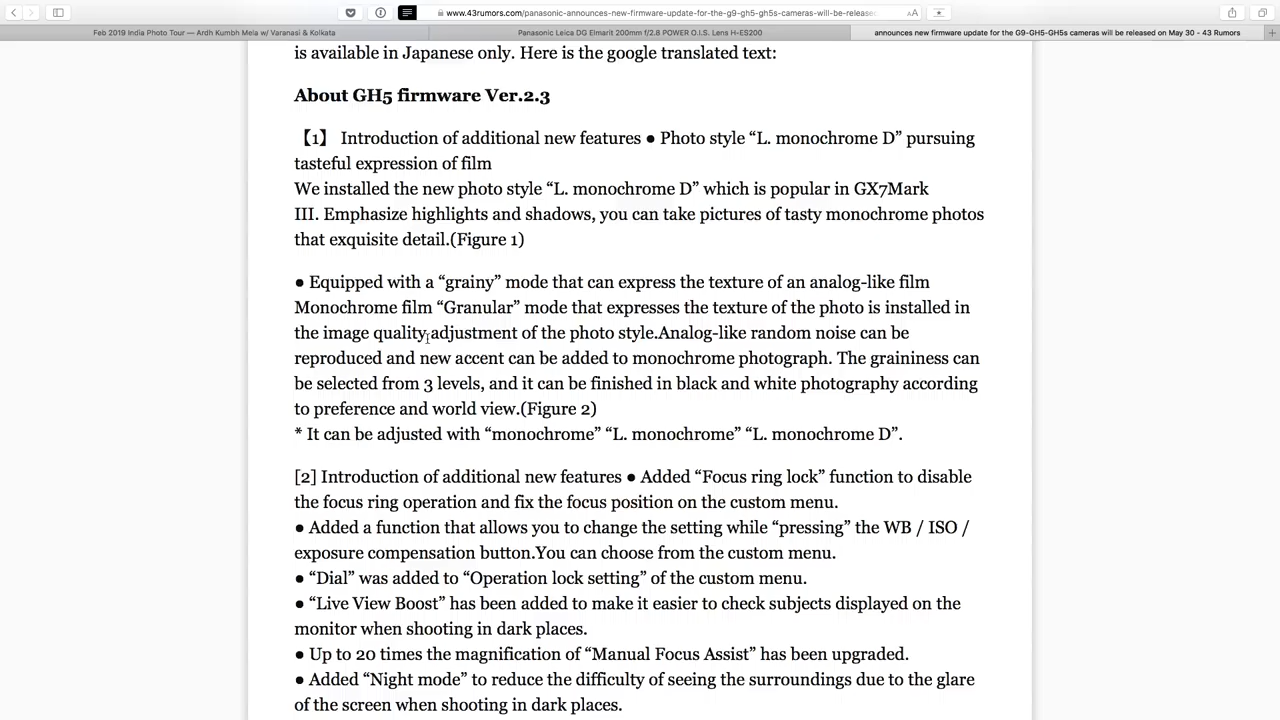 www.43rumors.com/panasonic-announces-new-firmware-update-for-the-g9-gh5-gh5s-cameras-will-be-release
Feb 2019 India Photo Tour — Ardh Kumbh Mela w/ Varanasi & Kolkata
Panasonic Leica DG Elmarit 200mm f/2.8 POWER O.I.S. Lens H-ES200
announces new firmware update for the G9-GH5-GH5s cameras will be released on May 30 - 43 Rumors
is available in Japanese only. Here is the google translated text:
About GH5 firmware Ver.2.3
【1】 Introduction of additional new features ● Photo style “L. monochrome D” pursuing
tasteful expression of film
We installed the new photo style “L. monochrome D” which is popular in GX7Mark
III. Emphasize highlights and shadows, you can take pictures of tasty monochrome photos
that exquisite detail.(Figure 1)
● Equipped with a “grainy” mode that can express the texture of an analog-like film
Monochrome film “Granular” mode that expresses the texture of the photo is installed in
the image quality adjustment of the photo style.Analog-like random noise can be
reproduced and new accent can be added to monochrome photograph. The graininess can
be selected from 3 levels, and it can be finished in black and white photography according
to preference and world view.(Figure 2)
* It can be adjusted with “monochrome” “L. monochrome” “L. monochrome D”.
[2] Introduction of additional new features ● Added “Focus ring lock” function to disable
the focus ring operation and fix the focus position on the custom menu.
● Added a function that allows you to change the setting while “pressing” the WB / ISO /
exposure compensation button.You can choose from the custom menu.
● “Dial” was added to “Operation lock setting” of the custom menu.
● “Live View Boost” has been added to make it easier to check subjects displayed on the
monitor when shooting in dark places.
● Up to 20 times the magnification of “Manual Focus Assist” has been upgraded.
● Added “Night mode” to reduce the difficulty of seeing the surroundings due to the glare
of the screen when shooting in dark places.